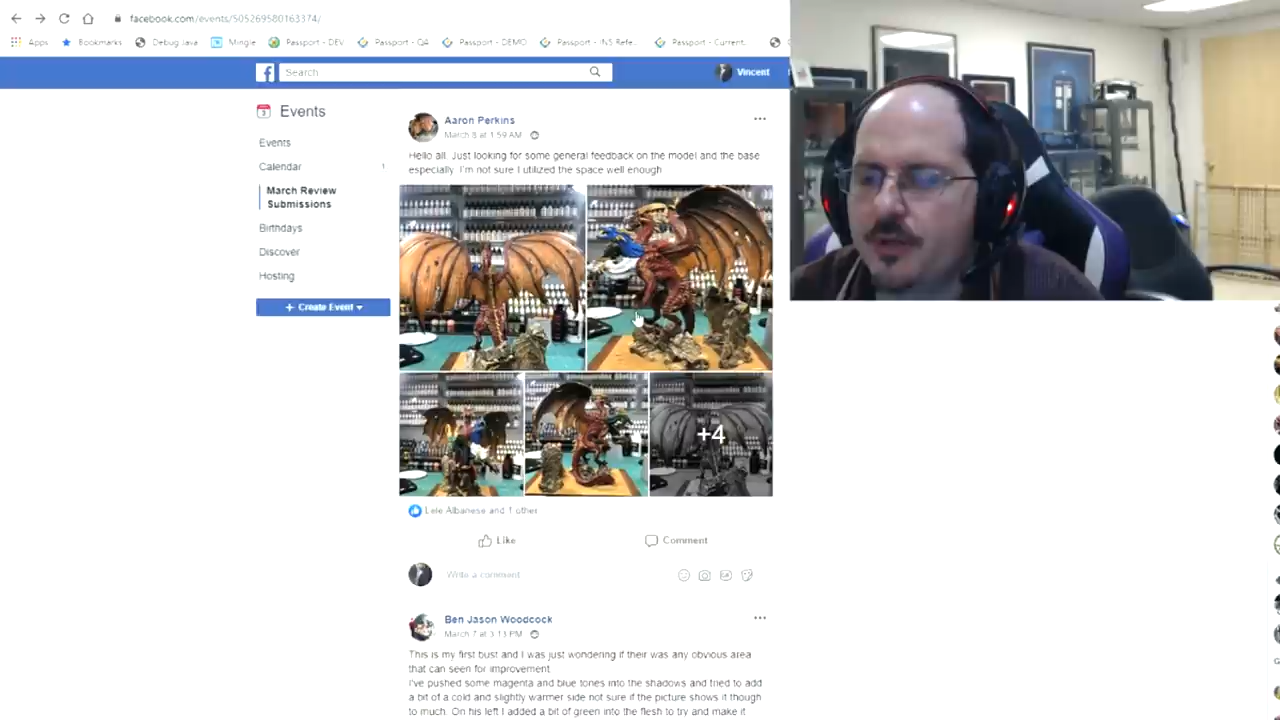 facebook.com/events/505269580163374/
Apps Bookmarks Debug Java Mingle Passport - DEV Passport - QA Passport - DEMO Passport - INS Refe... Passport - Current...
Search
Vincent
Events
Events
Calendar 1
March Review
Submissions
Birthdays
Discover
Hosting
+ Create Event
Aaron Perkins
March 8 at 1:59 AM
Hello all. Just looking for some general feedback on the model and the base
especially. I'm not sure I utilized the space well enough
+4
Lele Albanese and 1 other
Like Comment
Write a comment
Ben Jason Woodcock
March 7 at 5:13 PM
This is my first bust and I was just wondering if their was any obvious area
that can seen for improvement
I've pushed some magenta and blue tones into the shadows and tried to add
a bit of a cold and slightly warmer side not sure if the picture shows it though
to much. On his left I added a bit of green into the flesh to try and make it